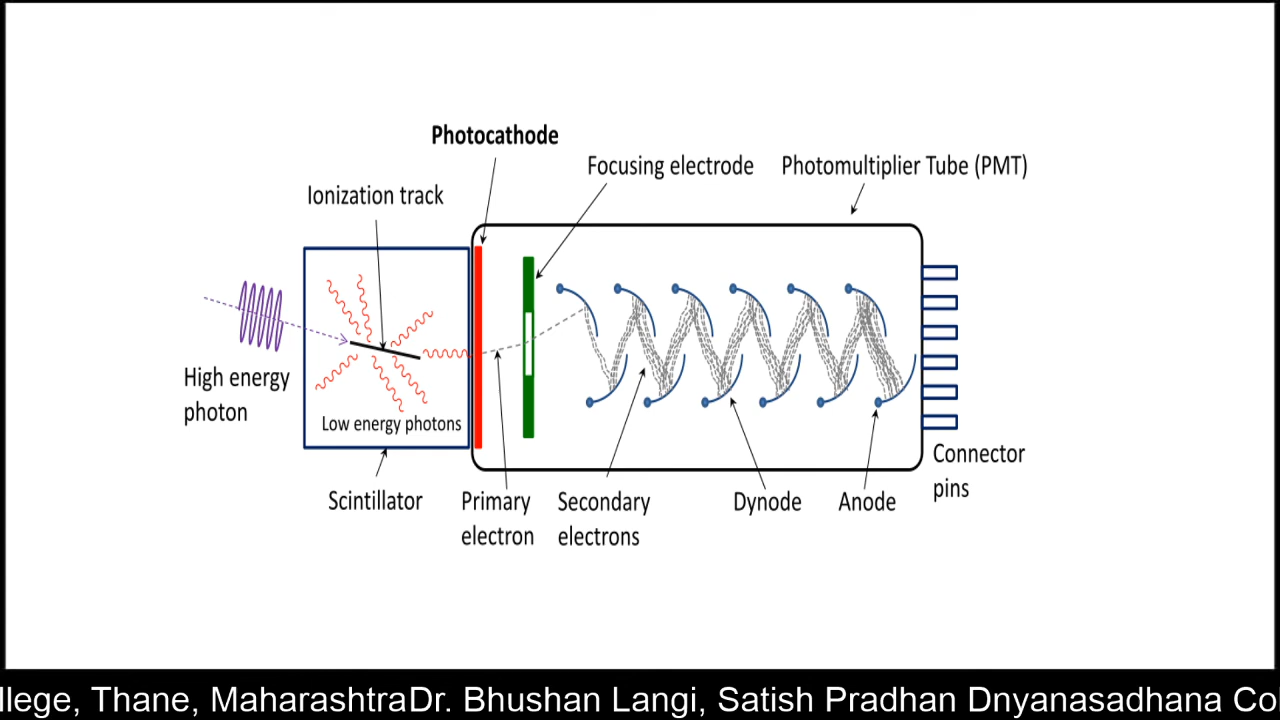 Photocathode
Focusing electrode
Photomultiplier Tube (PMT)
Ionization track
High energy
photon
Low energy photons
Scintillator
Primary
electron
Secondary
electrons
Dynode
Anode
Connector
pins
llege, Thane, MaharashtraDr. Bhushan Langi, Satish Pradhan Dnyanasadhana Co